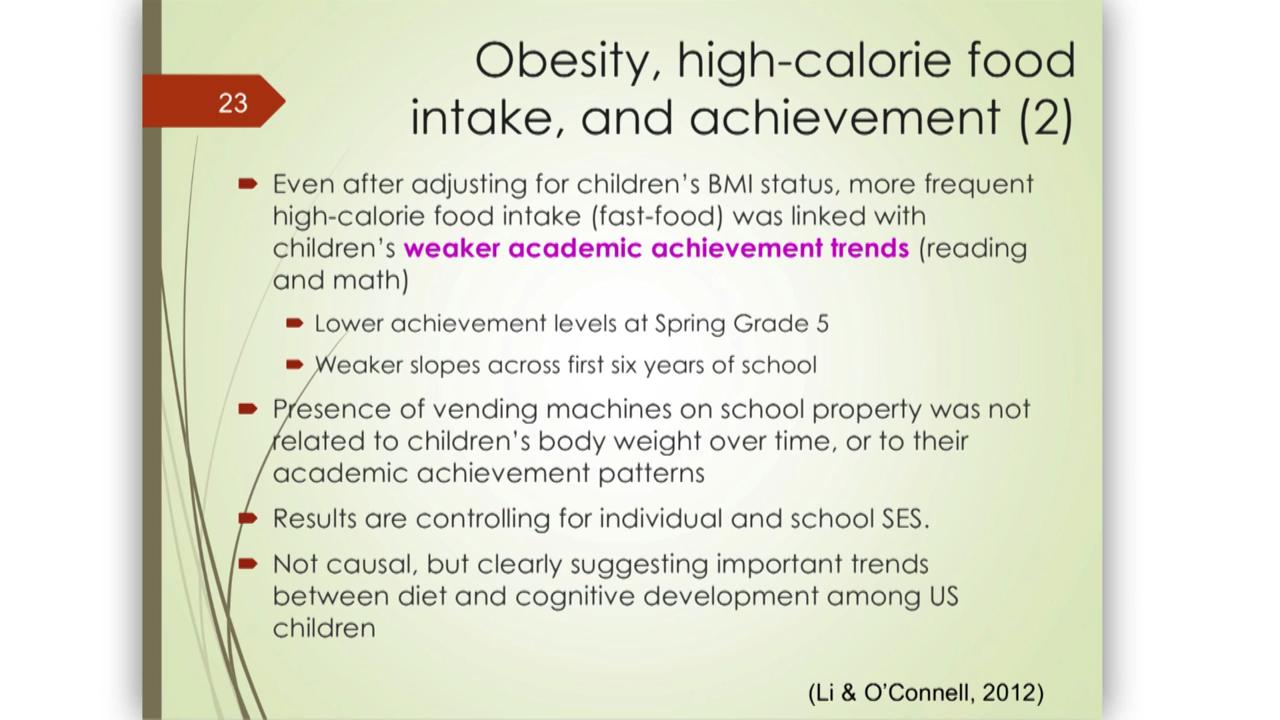 23
Obesity, high-calorie food
intake, and achievement (2)
Even after adjusting for children's BMI status, more frequent
high-calorie food intake (fast-food) was linked with
children's weaker academic achievement trends (reading
and math)
Lower achievement levels at Spring Grade 5
Weaker slopes across first six years of school
Presence of vending machines on school property was not
related to children's body weight over time, or to their
academic achievement patterns
Results are controlling for individual and school SES.
Not causal, but clearly suggesting important trends
between diet and cognitive development among US
children
(Li & O'Connell, 2012)